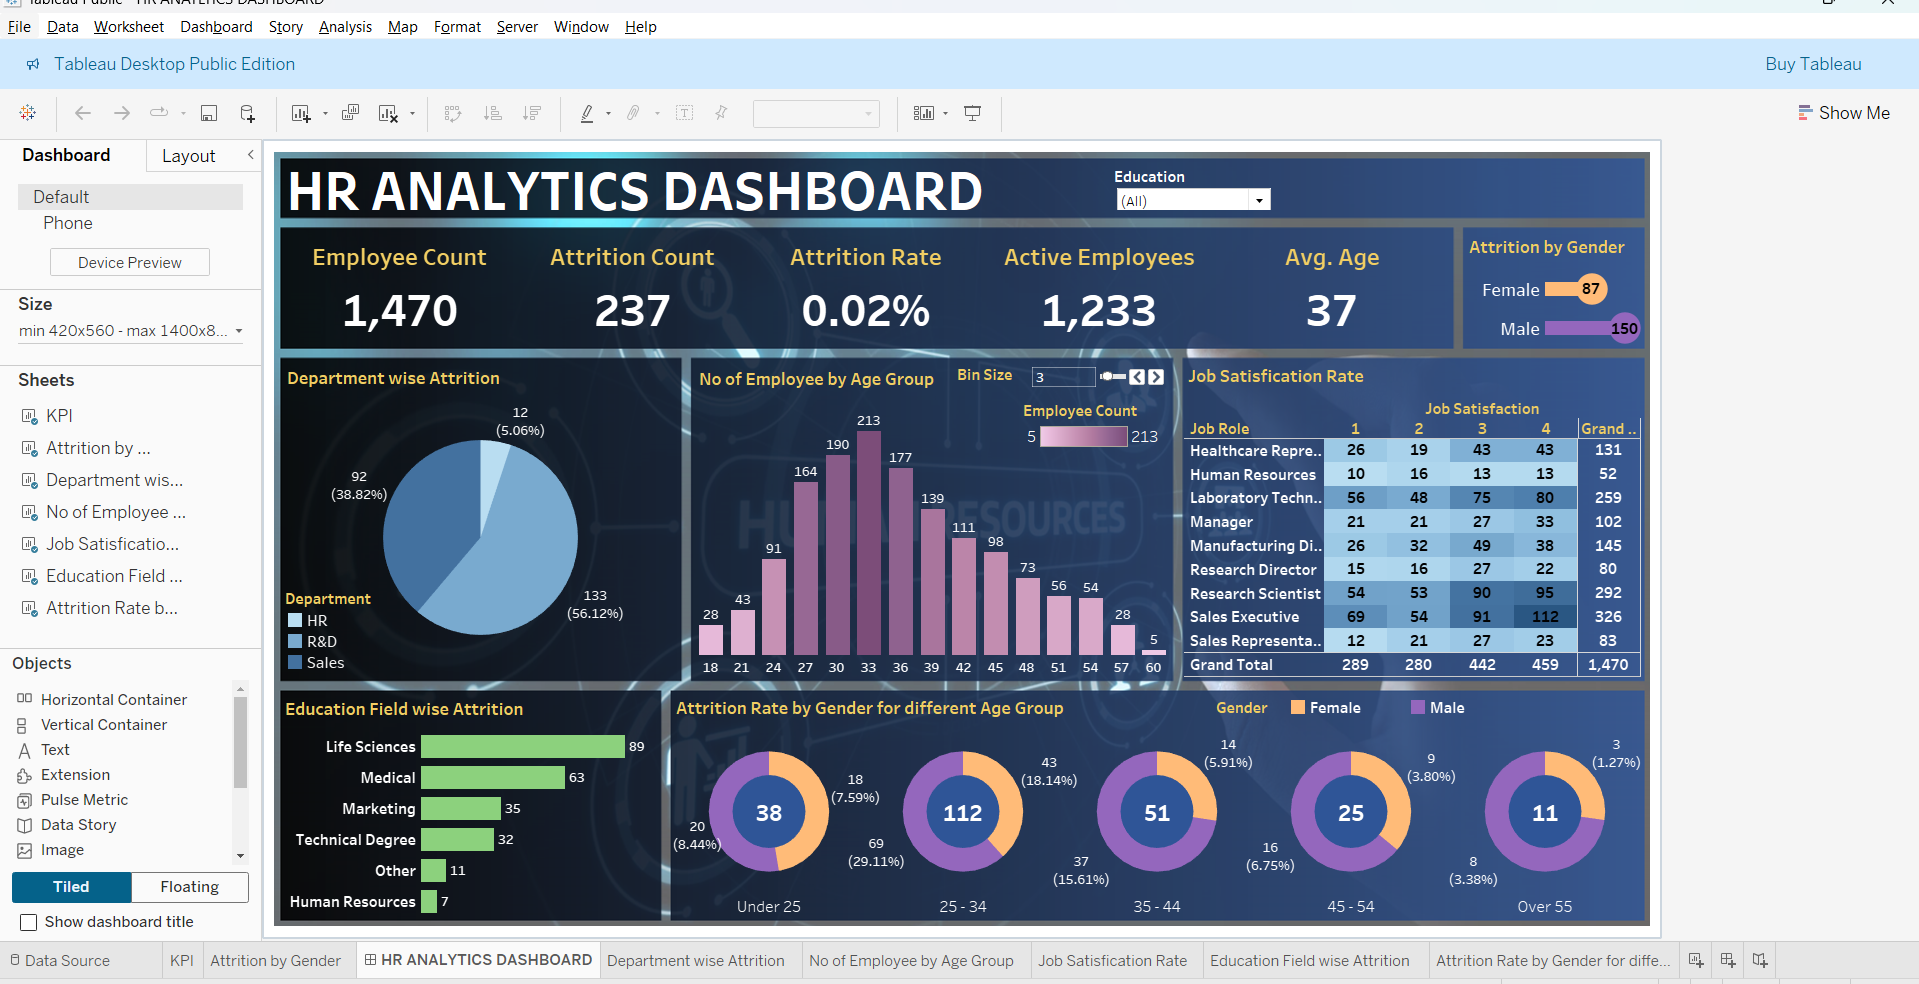 Tableau Public - HR ANALYTICS DASHBOARD
File Data Worksheet Dashboard Story Analysis Map Format Server Window Help
Tableau Desktop Public Edition
Buy Tableau
Show Me
Dashboard
Layout
Default
Phone
Device Preview
Size
min 420x560 - max 1400x8...
Sheets
KPI
Attrition by ...
Department wis...
No of Employee ...
Job Satisficatio...
Education Field ...
Attrition Rate b...
Objects
Horizontal Container
Vertical Container
Text
Extension
Pulse Metric
Data Story
Image
Tiled
Floating
Show dashboard title
HR ANALYTICS DASHBOARD
Education
(All)
Employee Count
1,470
Attrition Count
237
Attrition Rate
0.02%
Active Employees
1,233
Avg. Age
37
Attrition by Gender
Female 87
Male 150
Department wise Attrition
12
(5.06%)
92
(38.82%)
133
(56.12%)
Department
HR
R&D
Sales
No of Employee by Age Group
Bin Size
3
Employee Count
5 213
28 43 91 164 190 213 177 139 111 98 73 56 54 28 5
HUMAN RESOURCES
18 21 24 27 30 33 36 39 42 45 48 51 54 57 60
Job Satisfication Rate
Job Satisfaction
Job Role 1 2 3 4 Grand ..
Healthcare Repre.. 26 19 43 43 131
Human Resources 10 16 13 13 52
Laboratory Techn.. 56 48 75 80 259
Manager 21 21 27 33 102
Manufacturing Di.. 26 32 49 38 145
Research Director 15 16 27 22 80
Research Scientist 54 53 90 95 292
Sales Executive 69 54 91 112 326
Sales Representa.. 12 21 27 23 83
Grand Total 289 280 442 459 1,470
Education Field wise Attrition
Life Sciences 89
Medical 63
Marketing 35
Technical Degree 32
Other 11
Human Resources 7
Attrition Rate by Gender for different Age Group
Gender Female Male
38
18
(7.59%)
20
(8.44%)
Under 25
112
43
(18.14%)
69
(29.11%)
25 - 34
51
14
(5.91%)
37
(15.61%)
35 - 44
25
9
(3.80%)
16
(6.75%)
45 - 54
11
3
(1.27%)
8
(3.38%)
Over 55
Data Source
KPI
Attrition by Gender
HR ANALYTICS DASHBOARD
Department wise Attrition
No of Employee by Age Group
Job Satisfication Rate
Education Field wise Attrition
Attrition Rate by Gender for diffe...